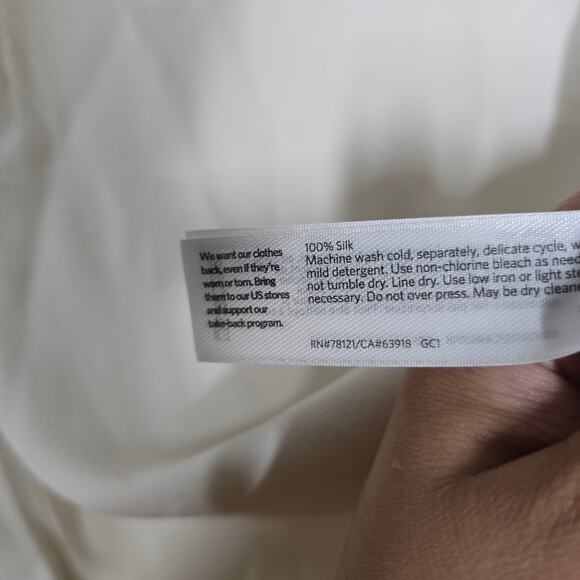 We want our clothes
back, even if they're
worn or torn. Bring
them to our US stores
and support our
take-back program.
100% Silk
Machine wash cold, separately, delicate cycle,
mild detergent. Use non-chlorine bleach as
not tumble dry. Line dry. Use low iron or light
necessary. Do not over press. May be dry
RN#78121/CA#63918 GC1